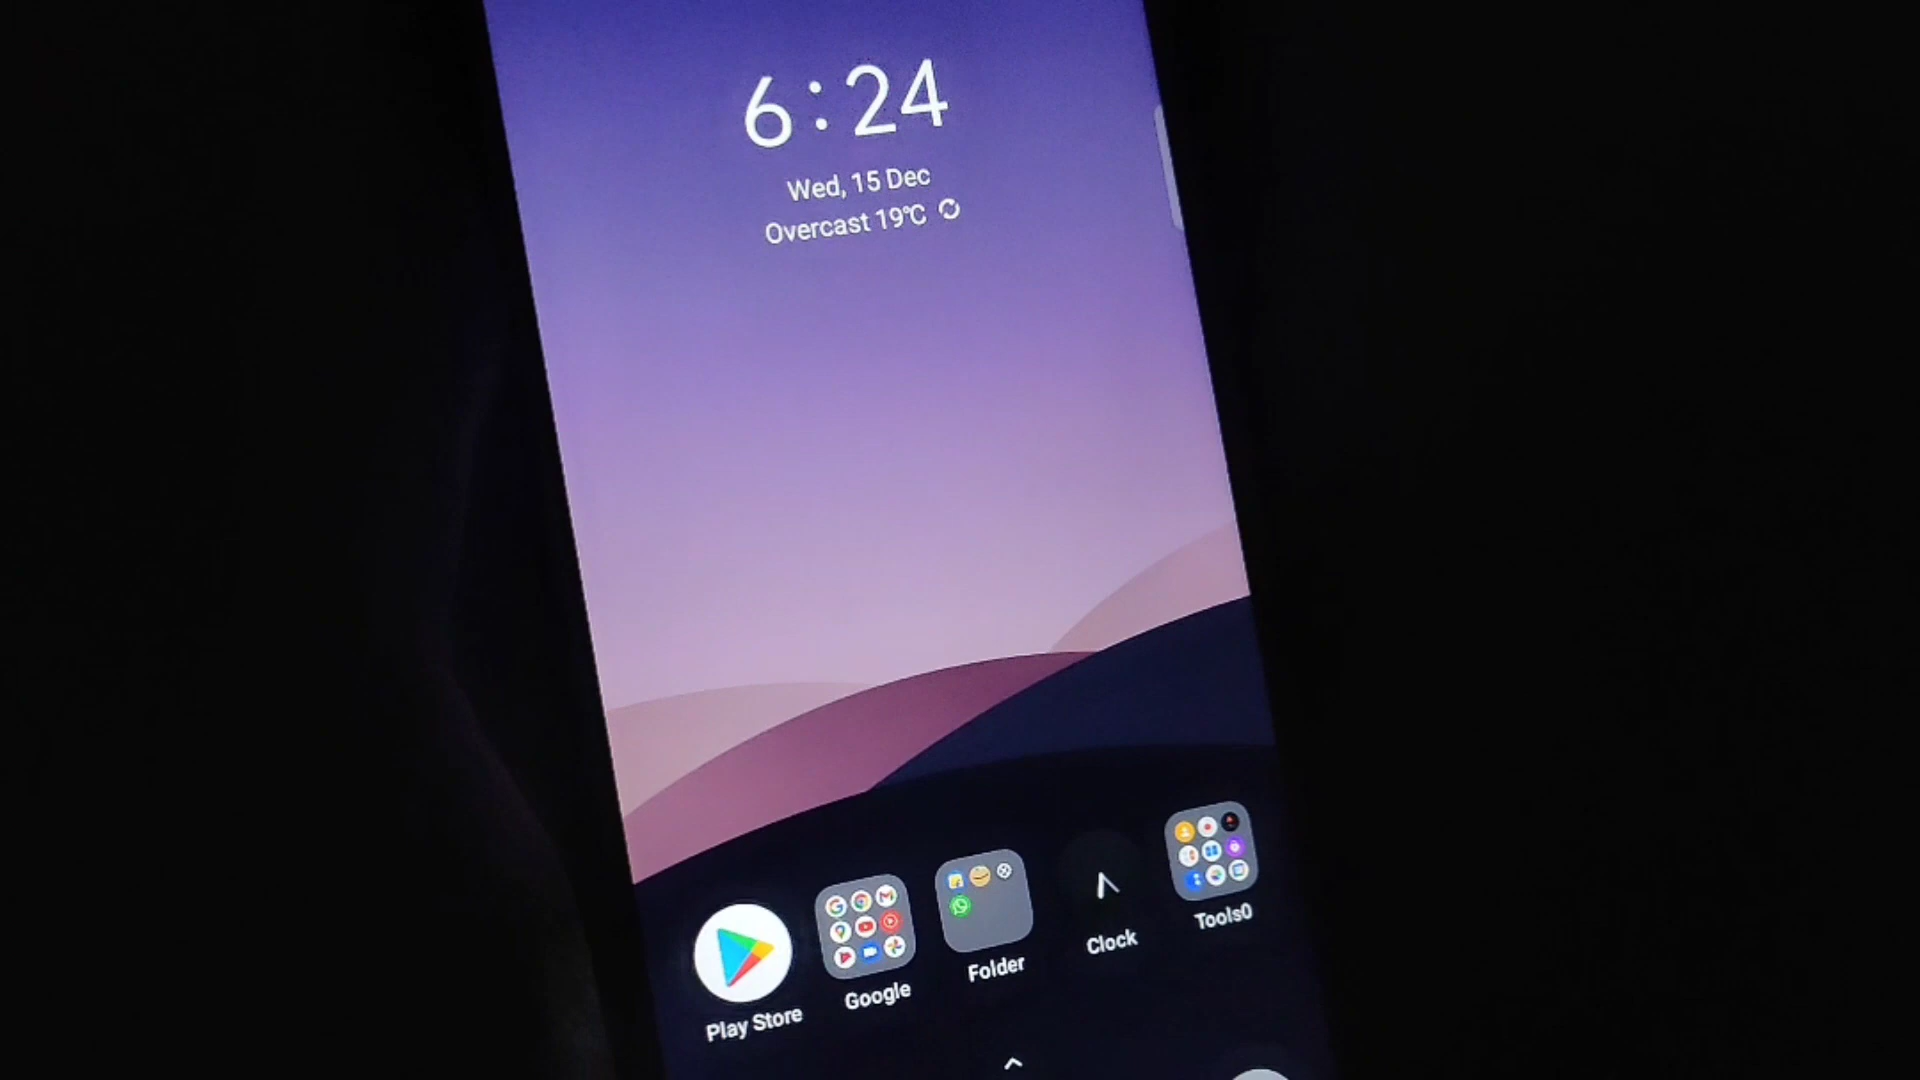 6:24
Wed, 15 Dec
Overcast 19℃
Play Store
Google
Folder
Clock
Tools0